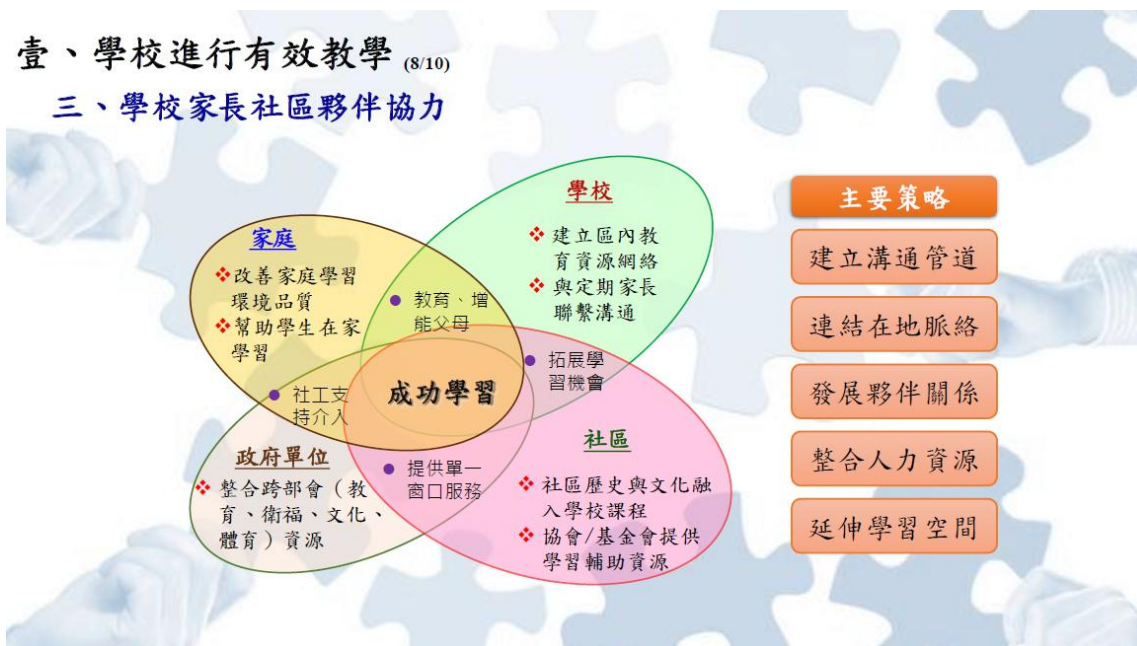 壹、學校進行有效教學 (8/10)
三、學校家長社區夥伴協力
家庭
❖改善家庭學習
環境品質
❖幫助學生在家
學習
學校
❖ 建立區內教
育資源網絡
❖ 與定期家長
聯繫溝通
● 教育、增
能父母
● 拓展學
習機會
● 社工支
持介入
成功學習
● 提供單一
窗口服務
政府單位
❖ 整合跨部會（教
育、衛福、文化、
體育）資源
社區
❖ 社區歷史與文化融
入學校課程
❖ 協會/基金會提供
學習輔助資源
主要策略
建立溝通管道
連結在地脈絡
發展夥伴關係
整合人力資源
延伸學習空間